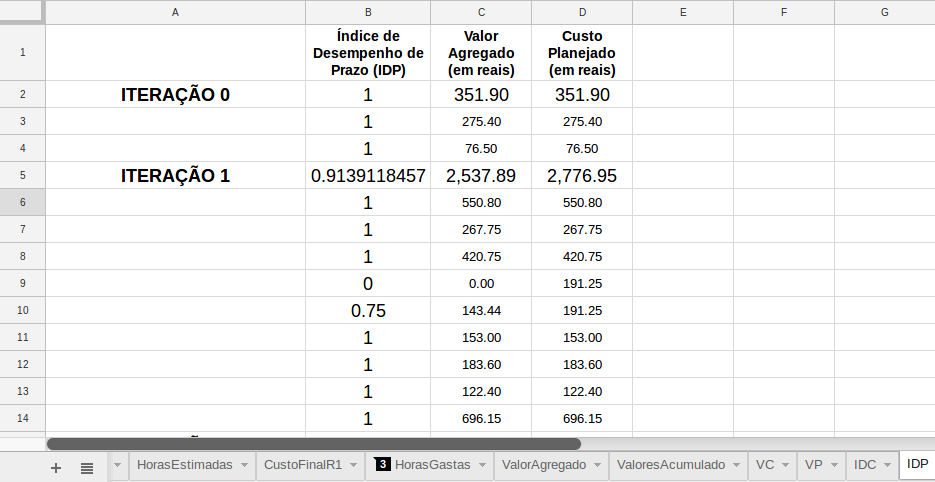 A B C D E F G
1 Índice de Desempenho de Prazo (IDP) Valor Agregado (em reais) Custo Planejado (em reais)
2 ITERAÇÃO 0 1 351.90 351.90
3 1 275.40 275.40
4 1 76.50 76.50
5 ITERAÇÃO 1 0.9139118457 2,537.89 2,776.95
6 1 550.80 550.80
7 1 267.75 267.75
8 1 420.75 420.75
9 0 0.00 191.25
10 0.75 143.44 191.25
11 1 153.00 153.00
12 1 183.60 183.60
13 1 122.40 122.40
14 1 696.15 696.15
+ HorasEstimadas CustoFinalR1 3 HorasGastas ValorAgregado ValoresAcumulado VC VP IDC IDP